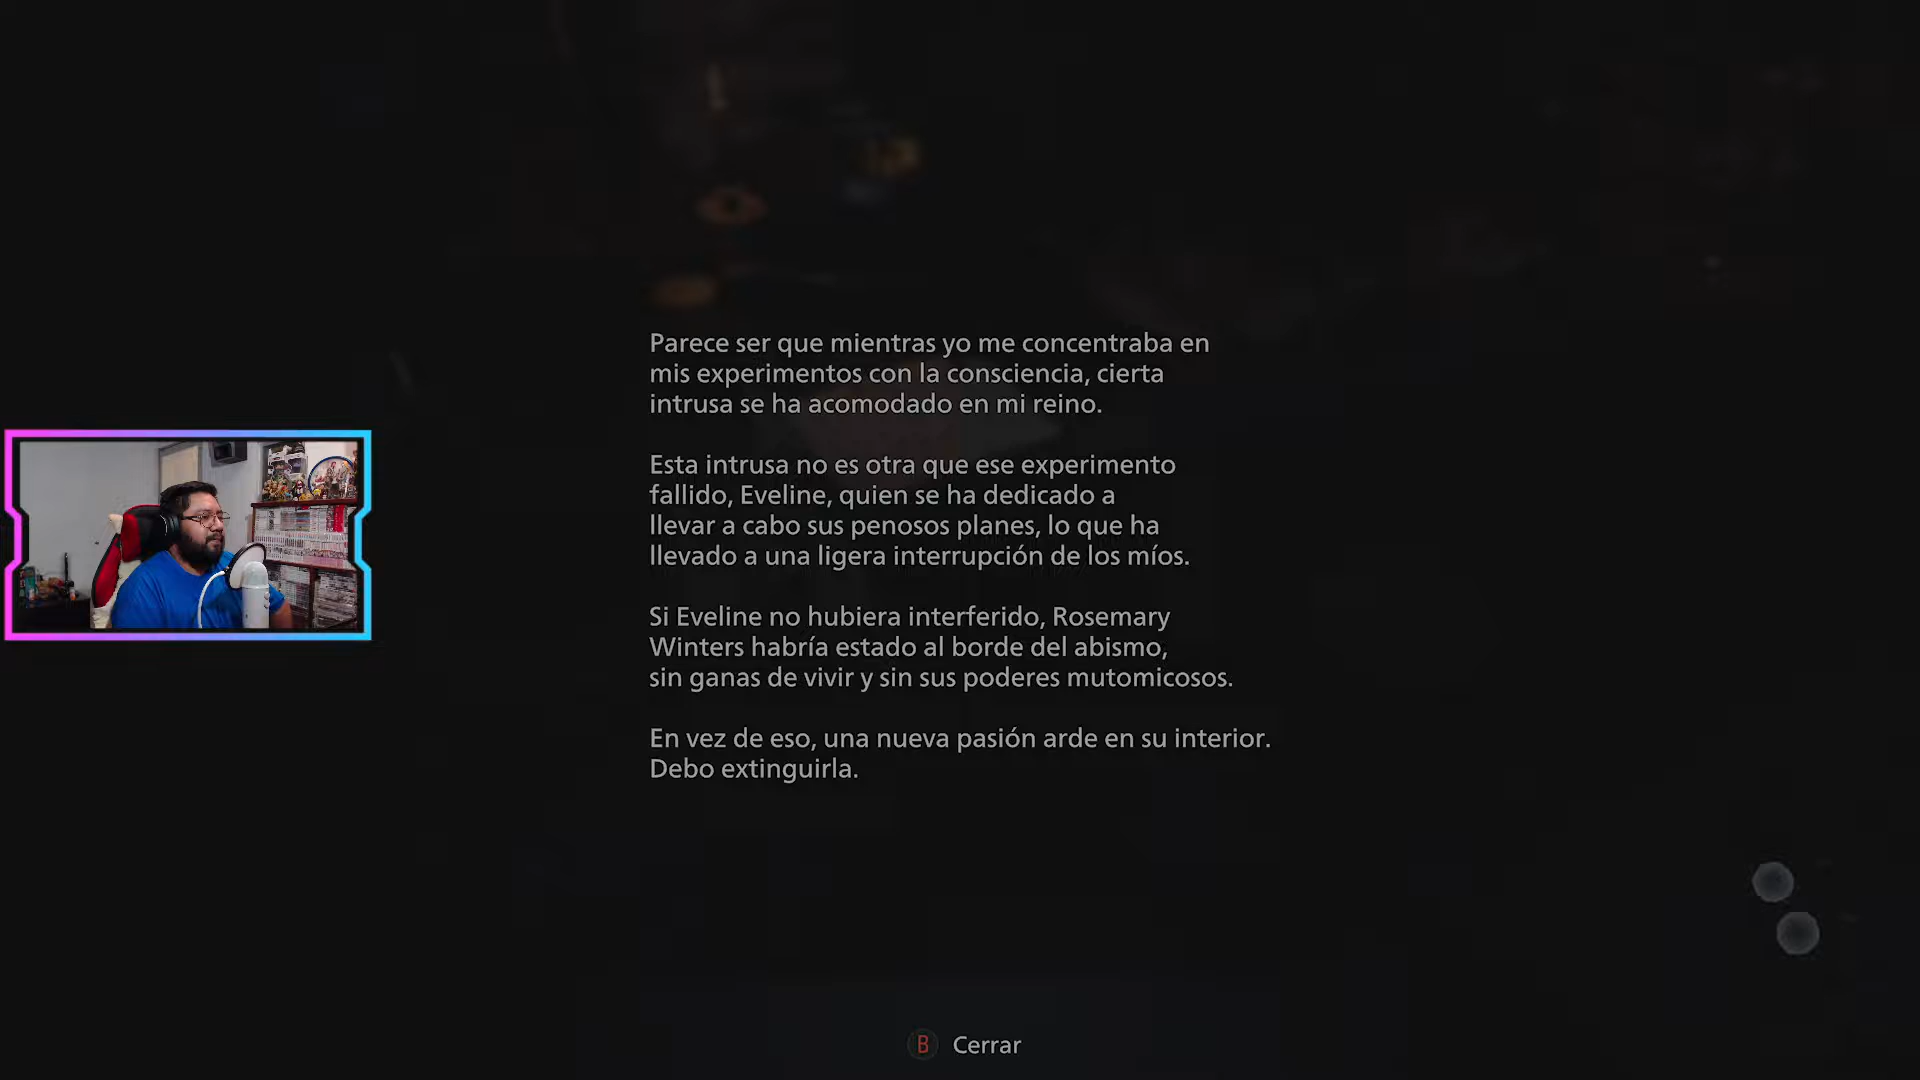 Parece ser que mientras yo me concentraba en
mis experimentos con la consciencia, cierta
intrusa se ha acomodado en mi reino.
Esta intrusa no es otra que ese experimento
fallido, Eveline, quien se ha dedicado a
llevar a cabo sus penosos planes, lo que ha
llevado a una ligera interrupción de los míos.
Si Eveline no hubiera interferido, Rosemary
Winters habría estado al borde del abismo,
sin ganas de vivir y sin sus poderes mutomicosos.
En vez de eso, una nueva pasión arde en su interior.
Debo extinguirla.
B Cerrar